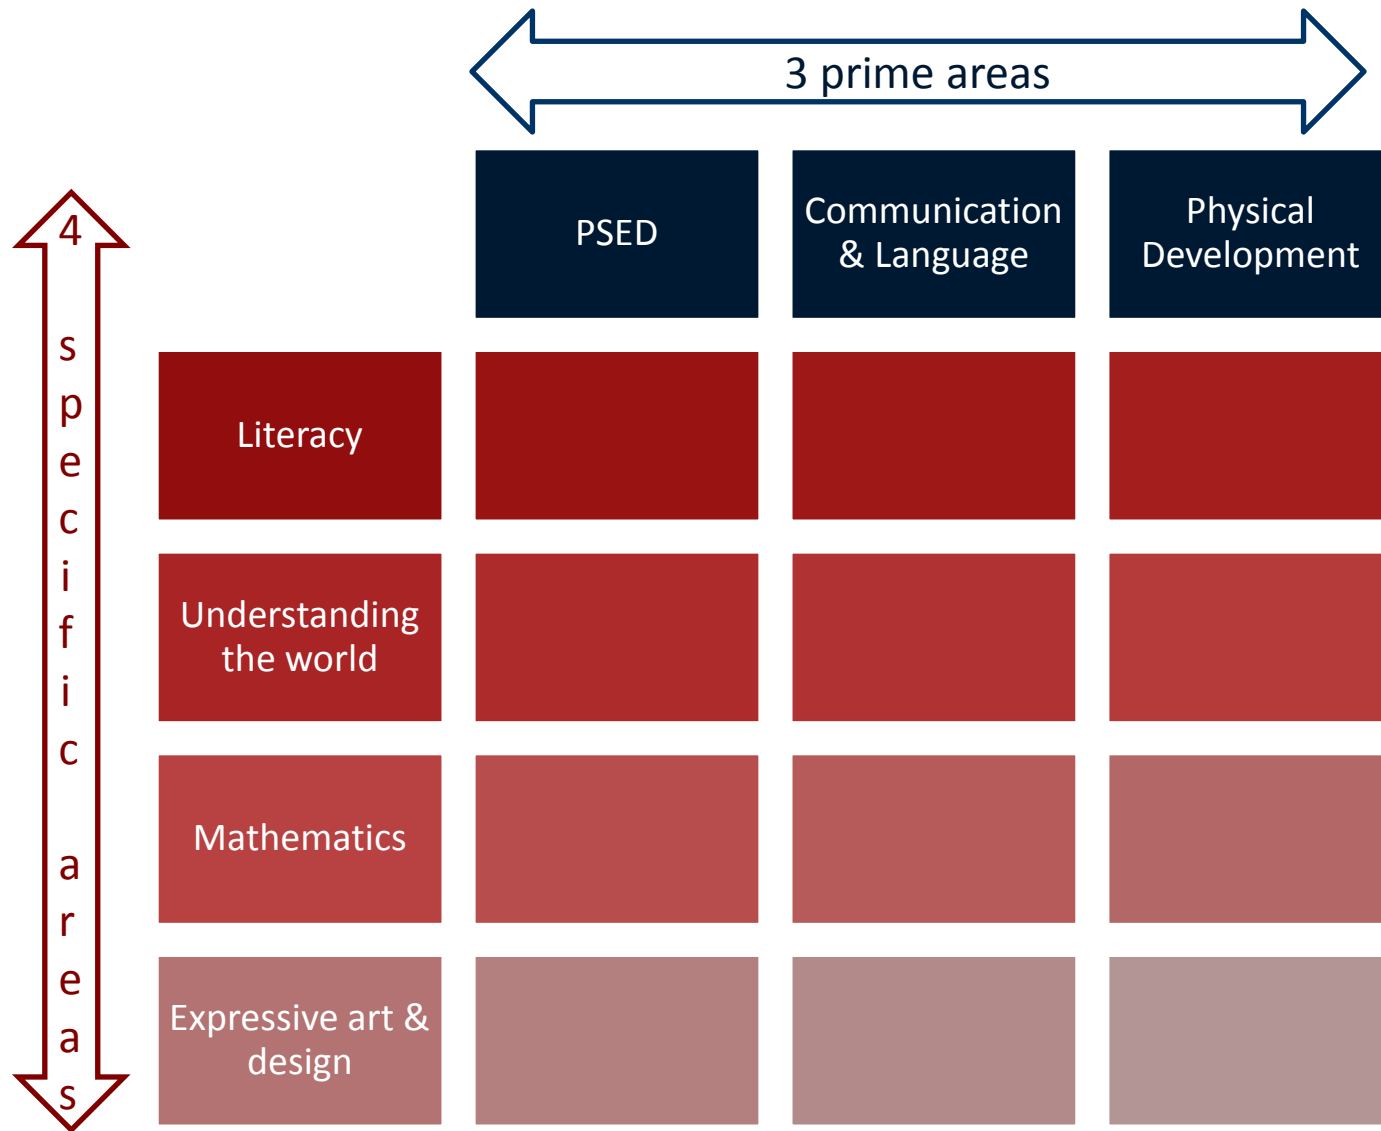 3 prime areas
PSED
Communication
& Language
Physical
Development
4 specific areas
Literacy
Understanding
the world
Mathematics
Expressive art &
design